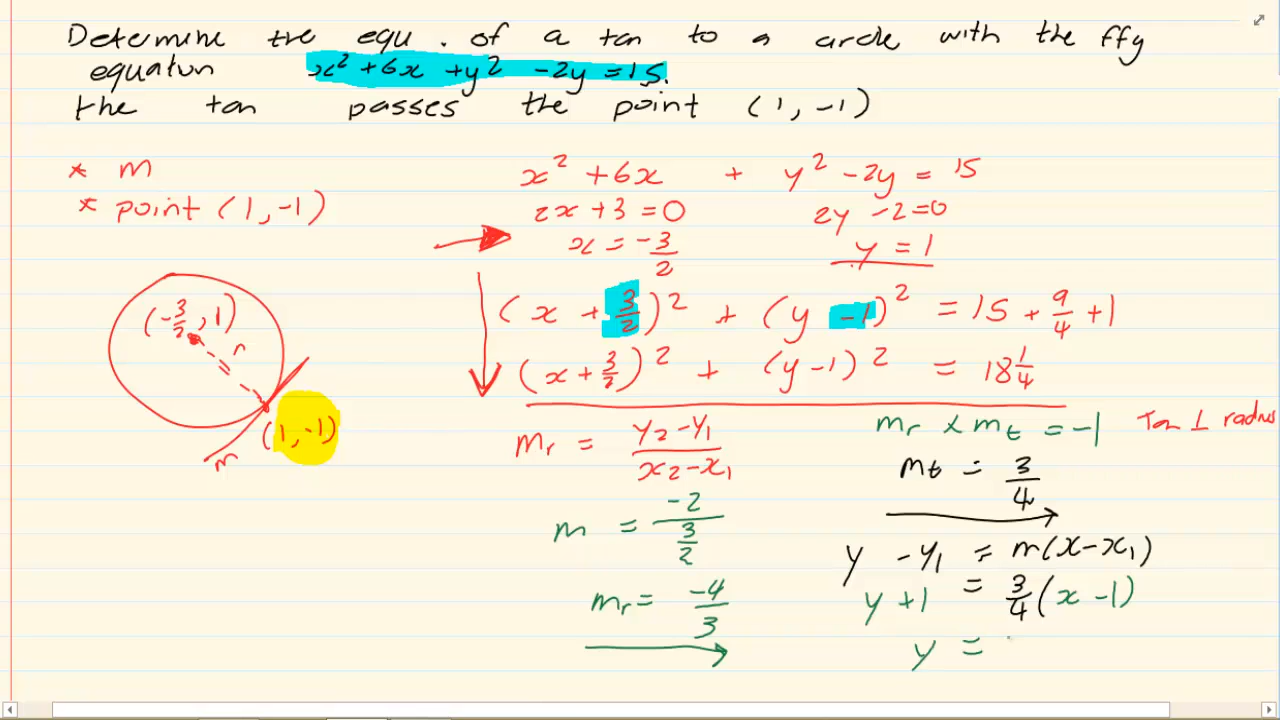 Determine the equ. of a tan to a circle with the ffg
equation x² + 6x + y² - 2y = 15.
the tan passes the point (1, -1)
* m
* point (1, -1)
x² + 6x + y² - 2y = 15
2x + 3 = 0 2y - 2 = 0
x = -3/2 y = 1
(x + 3/2)² + (y - 1)² = 15 + 9/4 + 1
(x + 3/2)² + (y - 1)² = 18 1/4
(-3/2, 1)
r
(1, -1)
m
mr = y2 - y1 / x2 - x1
m = -2 / 3/2
mr = -4/3
mr x mt = -1 Tan ⊥ radius
mt = 3/4
y - y1 = m(x - x1)
y + 1 = 3/4 (x - 1)
y =